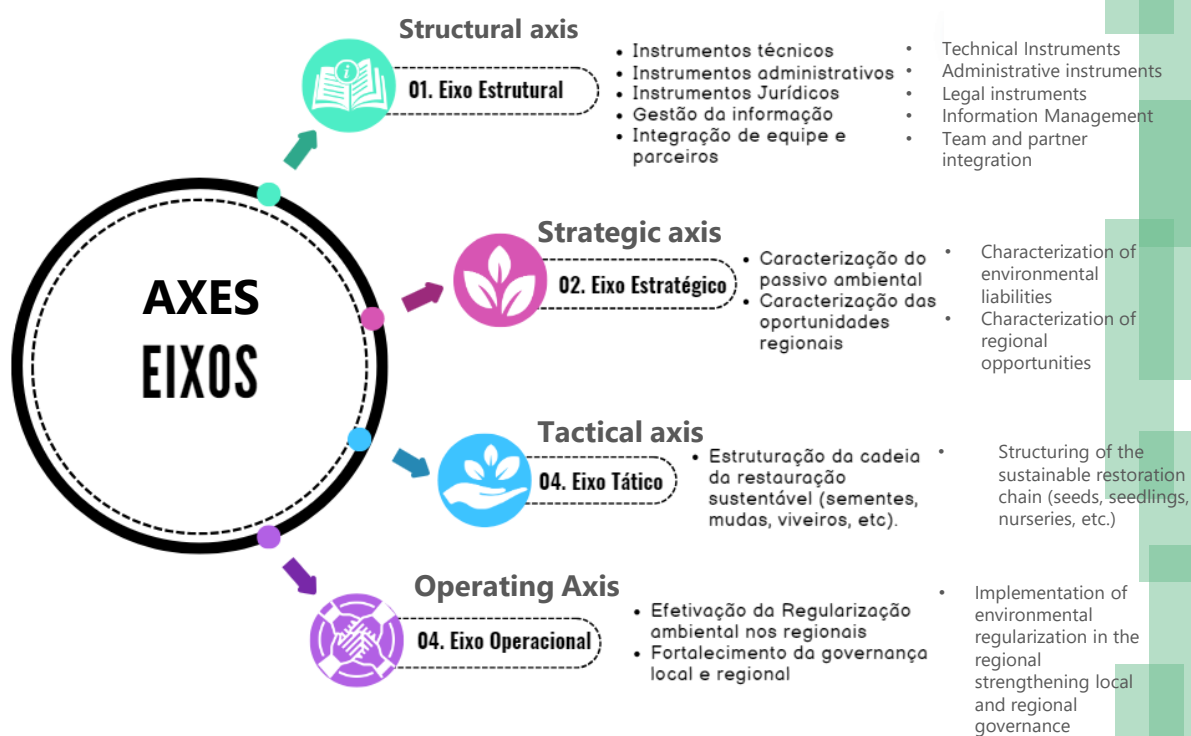 AXES
EIXOS
Structural axis
01. Eixo Estrutural
• Instrumentos técnicos
• Instrumentos administrativos
• Instrumentos Jurídicos
• Gestão da informação
• Integração de equipe e
parceiros
• Technical Instruments
• Administrative instruments
• Legal instruments
• Information Management
• Team and partner
integration
Strategic axis
02. Eixo Estratégico
• Caracterização do
passivo ambiental
• Caracterização das
oportunidades
regionais
• Characterization of
environmental
liabilities
• Characterization of
regional
opportunities
Tactical axis
04. Eixo Tático
• Estruturação da cadeia
da restauração
sustentável (sementes,
mudas, viveiros, etc).
• Structuring of the
sustainable restoration
chain (seeds, seedlings,
nurseries, etc.)
Operating Axis
04. Eixo Operacional
• Efetivação da Regularização
ambiental nos regionais
• Fortalecimento da governança
local e regional
• Implementation of
environmental
regularization in the
regional
strengthening local
and regional
governance